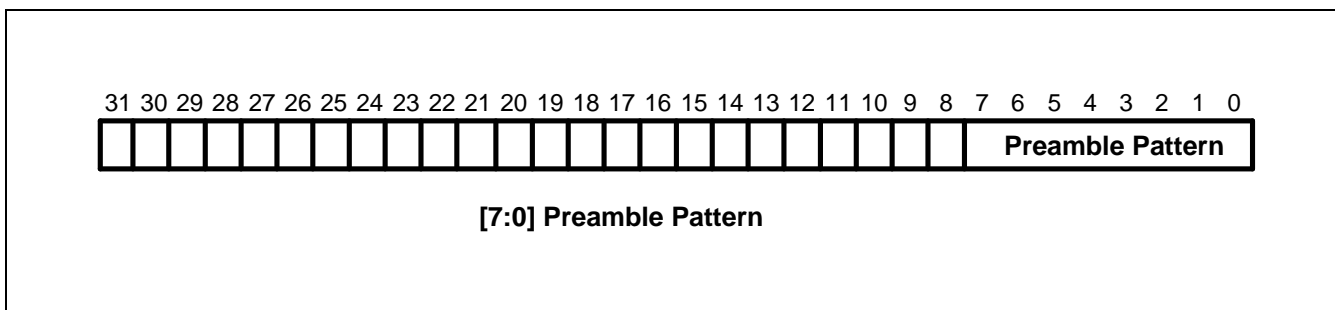 31 30 29 28 27 26 25 24 23 22 21 20 19 18 17 16 15 14 13 12 11 10 9 8 7 6 5 4 3 2 1 0
Preamble Pattern
[7:0] Preamble Pattern